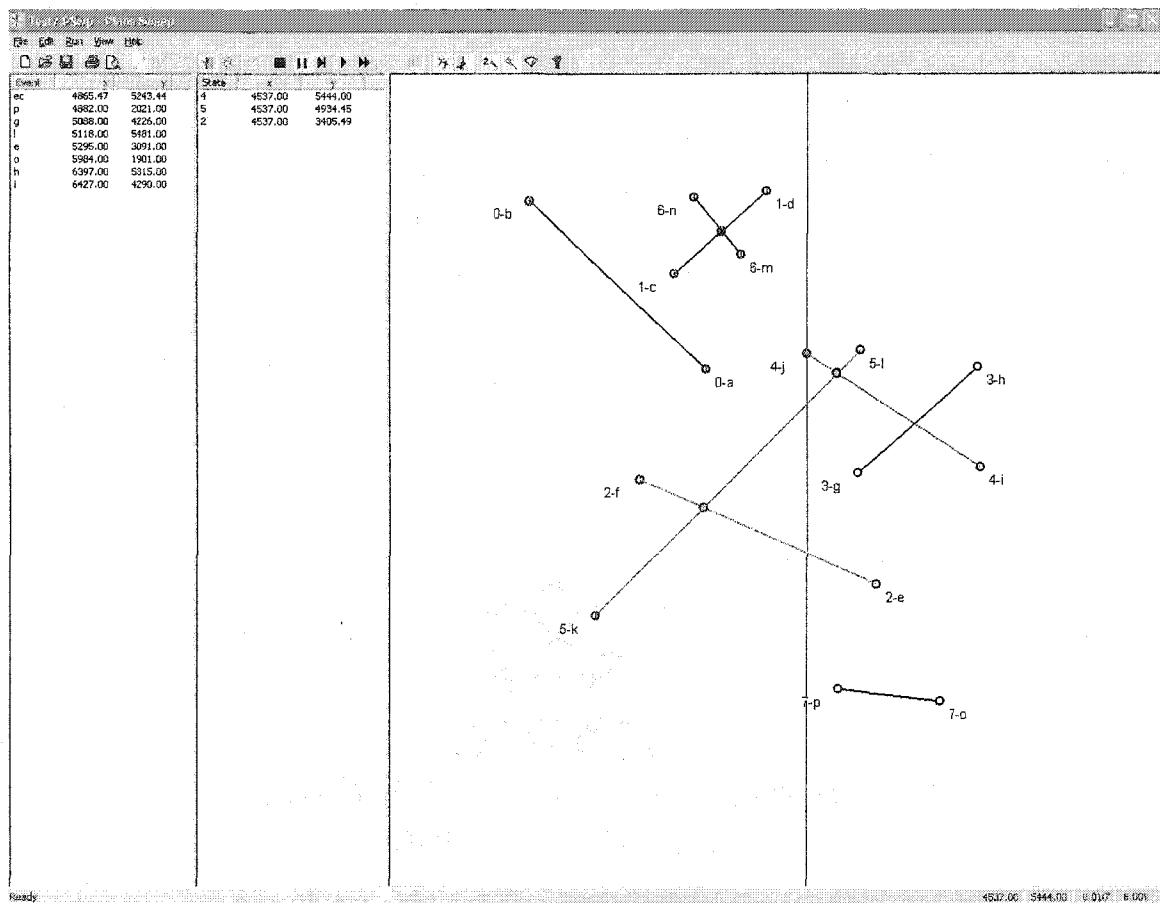 Plane Sweep
File Edit Run View Help
Event x y
ec 4865.47 5243.44
p 4882.00 2021.00
g 5088.00 4226.00
l 5118.00 5481.00
e 5295.00 3091.00
o 5984.00 1901.00
h 6397.00 5315.00
i 6427.00 4290.00
State x y
4 4537.00 5444.00
5 4537.00 4934.45
2 4537.00 3405.49
0-b
6-n
1-d
6-m
1-c
4-j
5-l
0-a
3-h
3-g
4-i
2-f
2-e
5-k
7-p
7-o
Ready
4537.00 5444.00